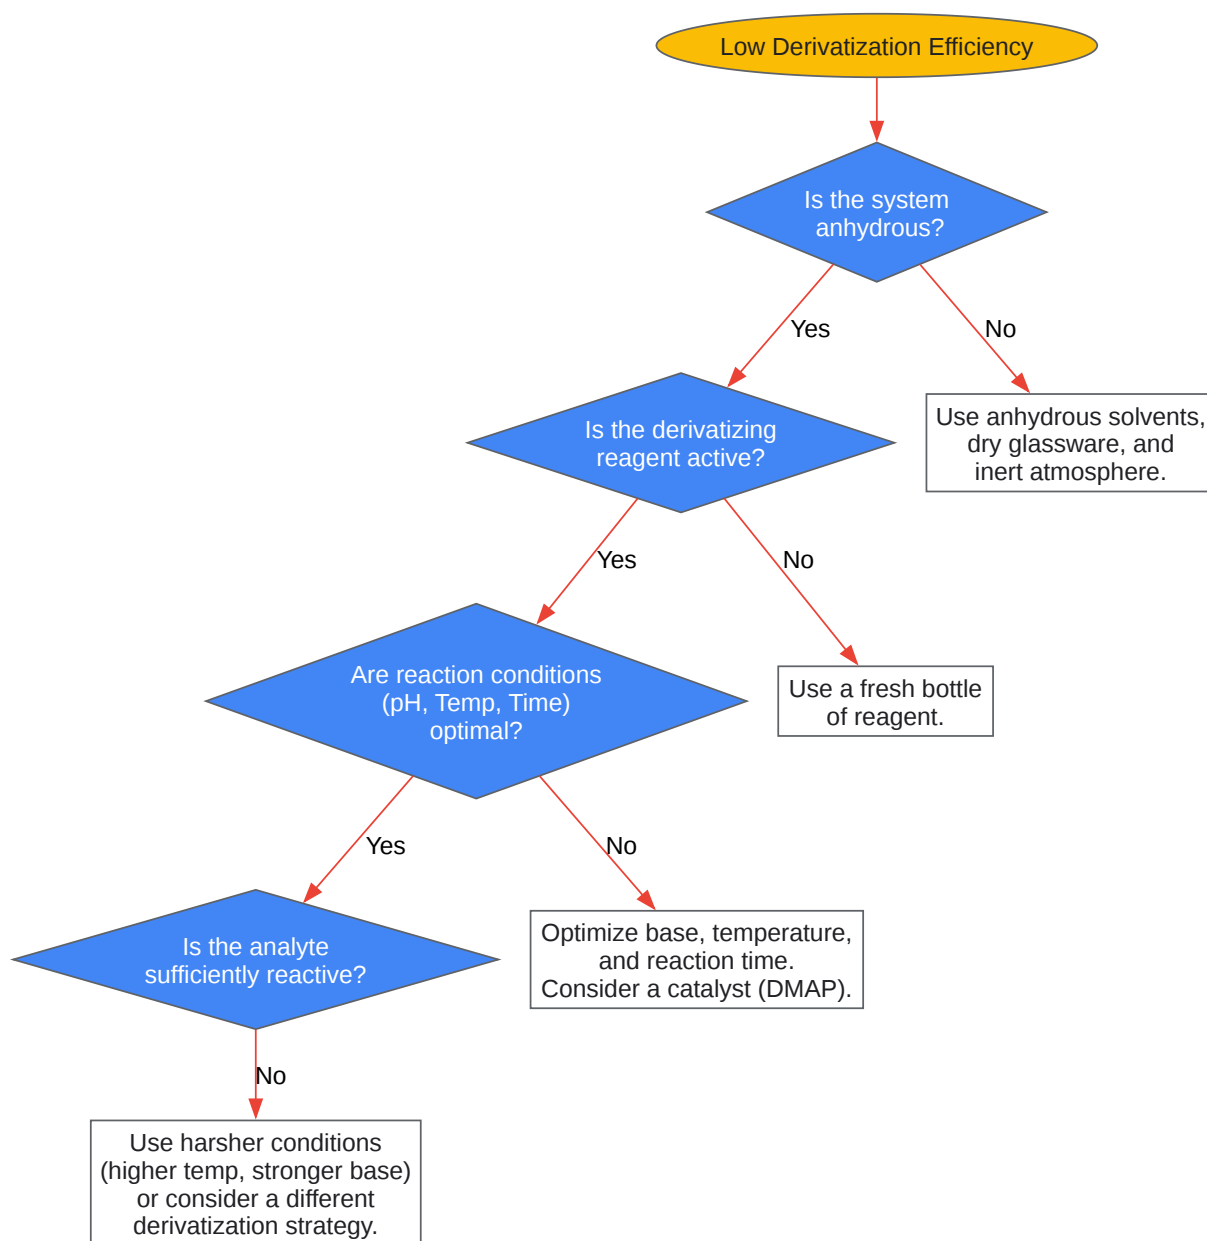 Low Derivatization Efficiency
Is the system
anhydrous?
Yes
No
Is the derivatizing
reagent active?
Use anhydrous solvents,
dry glassware, and
inert atmosphere.
Yes
No
Are reaction conditions
(pH, Temp, Time)
optimal?
Use a fresh bottle
of reagent.
Yes
No
Is the analyte
sufficiently reactive?
Optimize base, temperature,
and reaction time.
Consider a catalyst (DMAP).
No
Use harsher conditions
(higher temp, stronger base)
or consider a different
derivatization strategy.